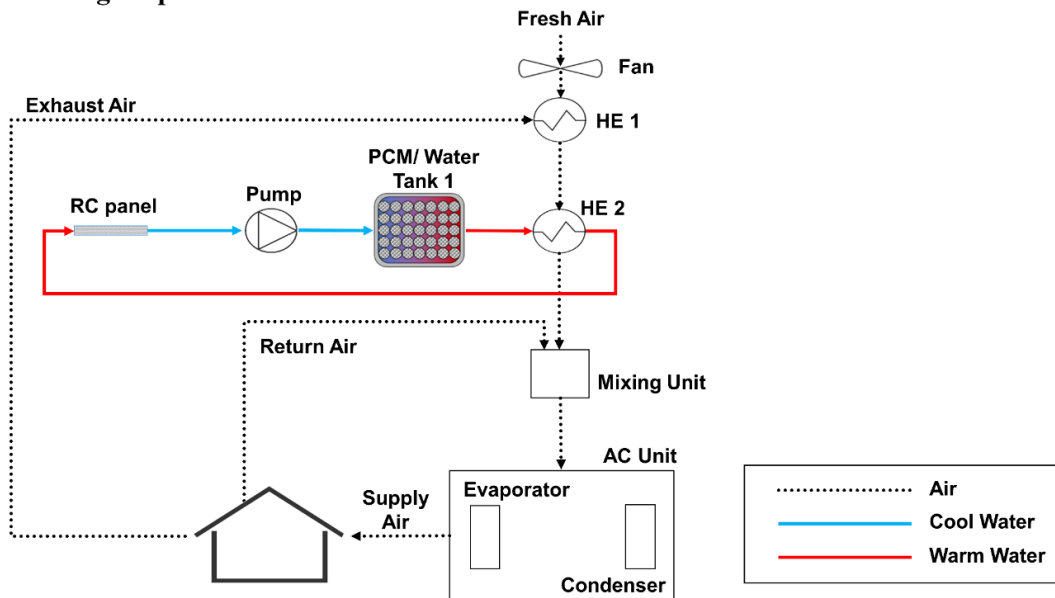 Fresh Air
Fan
Exhaust Air
HE 1
PCM/ Water
Tank 1
Pump
HE 2
RC panel
Return Air
Mixing Unit
AC Unit
Evaporator
Supply
Air
Condenser
Air
Cool Water
Warm Water